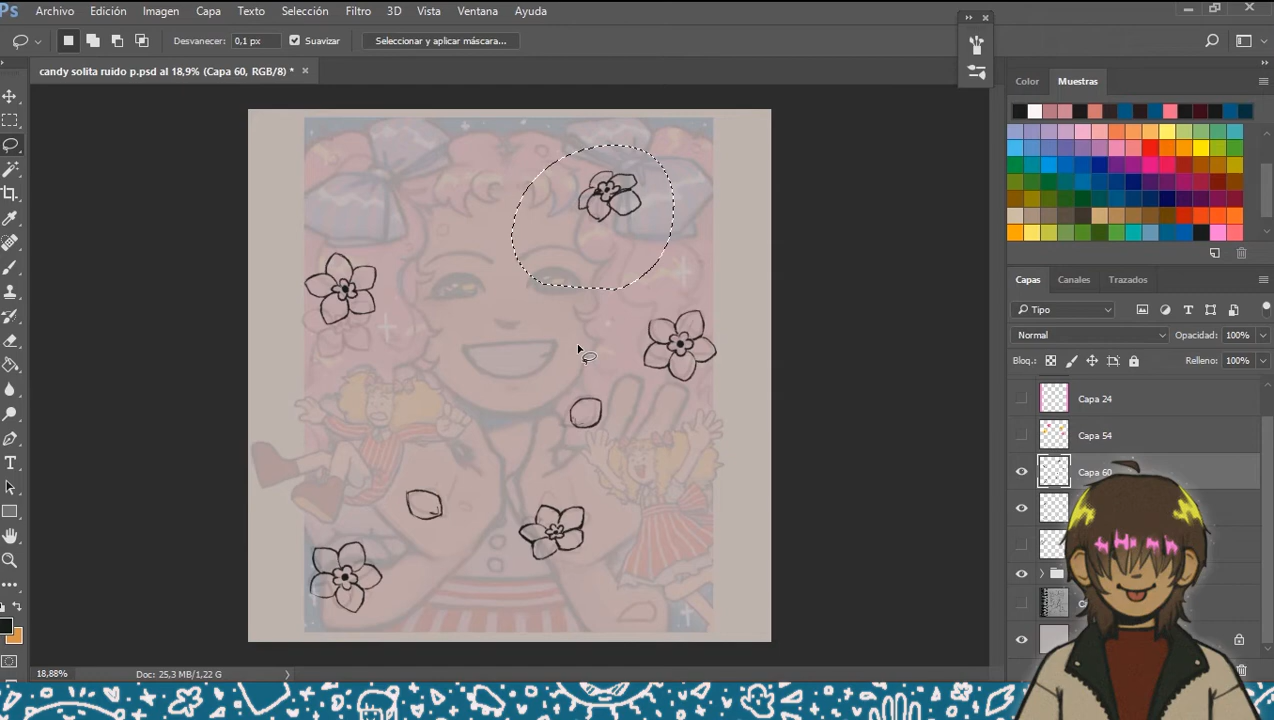 Ps Archivo Edición Imagen Capa Texto Selección Filtro 3D Vista Ventana Ayuda
Desvanecer: 0,1 px Suavizar Seleccionar y aplicar máscara...
candy solita ruido p.psd al 18,9% (Capa 60, RGB/8) * ×
Color Muestras
Capas Canales Trazados
Tipo
Normal Opacidad: 100%
Bloq.: Relleno: 100%
Capa 24
Capa 54
Capa 60
18,88% Doc: 25,3 MB/1,22 G